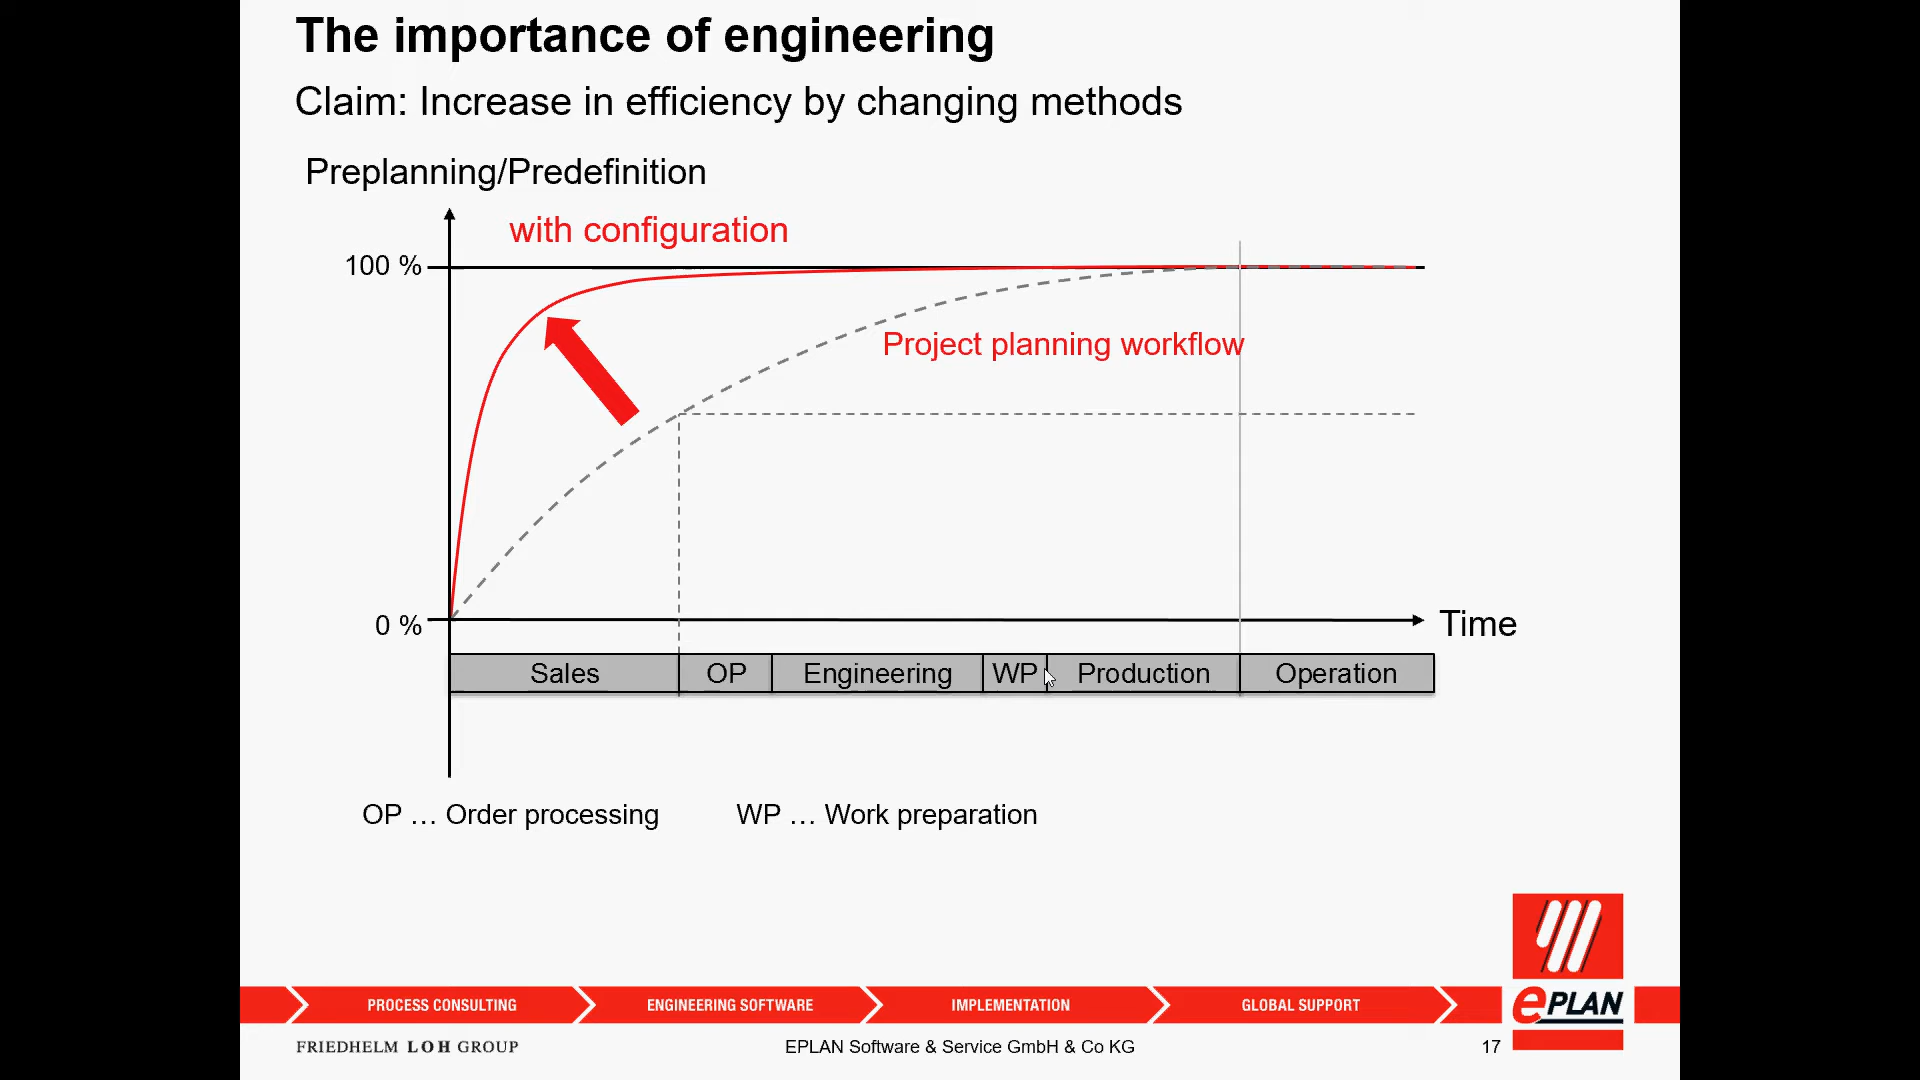 The importance of engineering
Claim: Increase in efficiency by changing methods
Preplanning/Predefinition
with configuration
100 %
Project planning workflow
0 %
Time
Sales
OP
Engineering
WP
Production
Operation
OP … Order processing
WP … Work preparation
PROCESS CONSULTING
ENGINEERING SOFTWARE
IMPLEMENTATION
GLOBAL SUPPORT
ePLAN
FRIEDHELM LOH GROUP
EPLAN Software & Service GmbH & Co KG
17